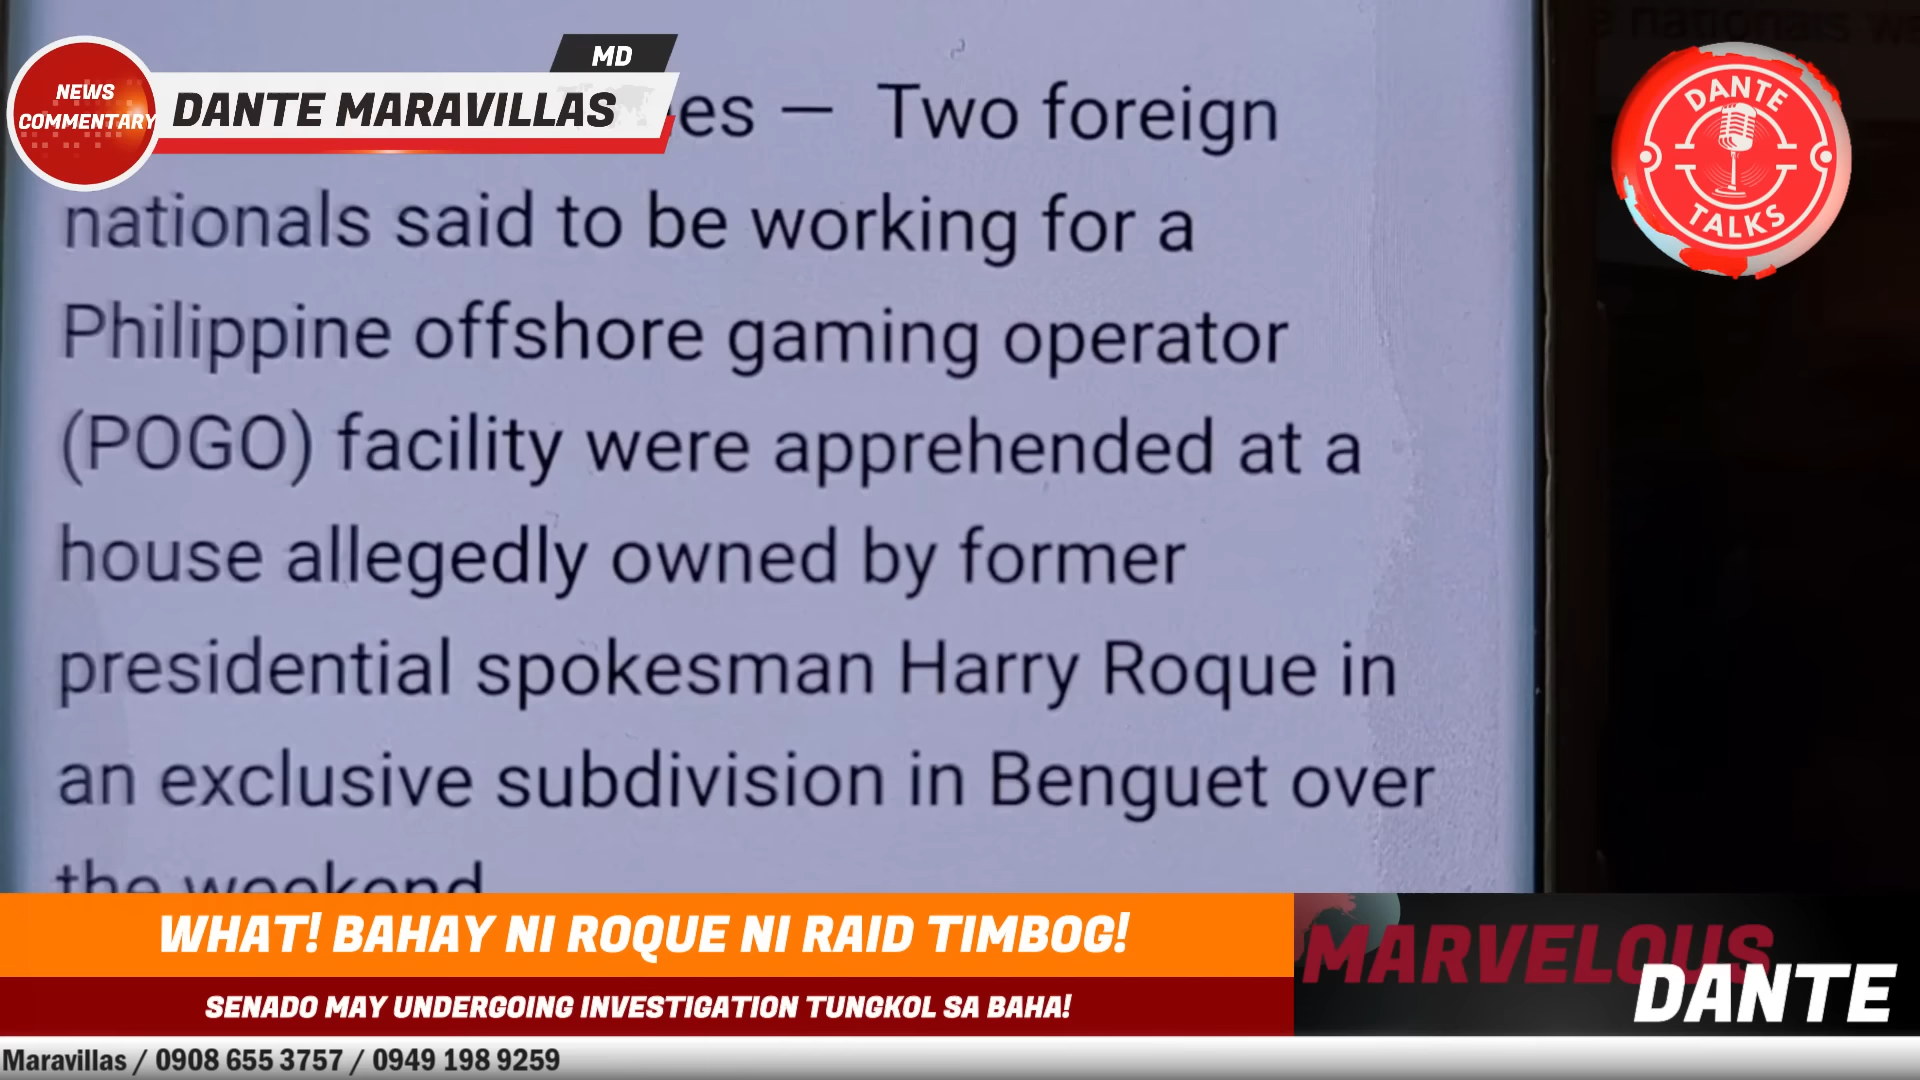 MD
NEWS
COMMENTARY
DANTE MARAVILLAS
DANTE
TALKS
es — Two foreign
nationals said to be working for a
Philippine offshore gaming operator
(POGO) facility were apprehended at a
house allegedly owned by former
presidential spokesman Harry Roque in
an exclusive subdivision in Benguet over
the weekend
WHAT! BAHAY NI ROQUE NI RAID TIMBOG!
SENADO MAY UNDERGOING INVESTIGATION TUNGKOL SA BAHA!
MARVELOUS
DANTE
Maravillas / 0908 655 3757 / 0949 198 9259